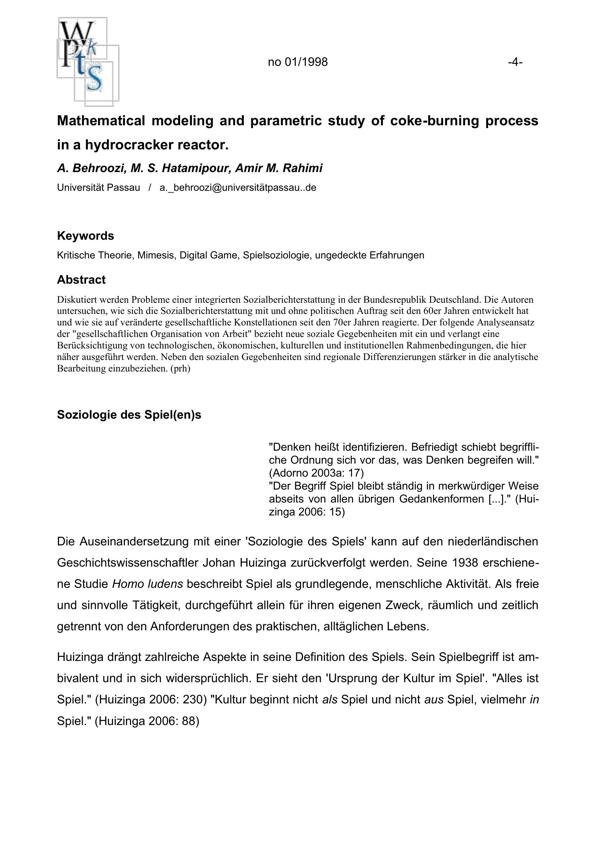 W
P k
t s
S
no 01/1998 -4-
Mathematical modeling and parametric study of coke-burning process
in a hydrocracker reactor.
A. Behroozi, M. S. Hatamipour, Amir M. Rahimi
Universität Passau / a._behroozi@universitätpassau..de
Keywords
Kritische Theorie, Mimesis, Digital Game, Spielsoziologie, ungedeckte Erfahrungen
Abstract
Diskutiert werden Probleme einer integrierten Sozialberichterstattung in der Bundesrepublik Deutschland. Die Autoren
untersuchen, wie sich die Sozialberichterstattung mit und ohne politischen Auftrag seit den 60er Jahren entwickelt hat
und wie sie auf veränderte gesellschaftliche Konstellationen seit den 70er Jahren reagierte. Der folgende Analyseansatz
der "gesellschaftlichen Organisation von Arbeit" bezieht neue soziale Gegebenheiten mit ein und verlangt eine
Berücksichtigung von technologischen, ökonomischen, kulturellen und institutionellen Rahmenbedingungen, die hier
näher ausgeführt werden. Neben den sozialen Gegebenheiten sind regionale Differenzierungen stärker in die analytische
Bearbeitung einzubeziehen. (prh)
Soziologie des Spiel(en)s
"Denken heißt identifizieren. Befriedigt schiebt begriffli-
che Ordnung sich vor das, was Denken begreifen will."
(Adorno 2003a: 17)
"Der Begriff Spiel bleibt ständig in merkwürdiger Weise
abseits von allen übrigen Gedankenformen [...]." (Hui-
zinga 2006: 15)
Die Auseinandersetzung mit einer 'Soziologie des Spiels' kann auf den niederländischen
Geschichtswissenschaftler Johan Huizinga zurückverfolgt werden. Seine 1938 erschiene-
ne Studie Homo ludens beschreibt Spiel als grundlegende, menschliche Aktivität. Als freie
und sinnvolle Tätigkeit, durchgeführt allein für ihren eigenen Zweck, räumlich und zeitlich
getrennt von den Anforderungen des praktischen, alltäglichen Lebens.
Huizinga drängt zahlreiche Aspekte in seine Definition des Spiels. Sein Spielbegriff ist am-
bivalent und in sich widersprüchlich. Er sieht den 'Ursprung der Kultur im Spiel'. "Alles ist
Spiel." (Huizinga 2006: 230) "Kultur beginnt nicht als Spiel und nicht aus Spiel, vielmehr in
Spiel." (Huizinga 2006: 88)